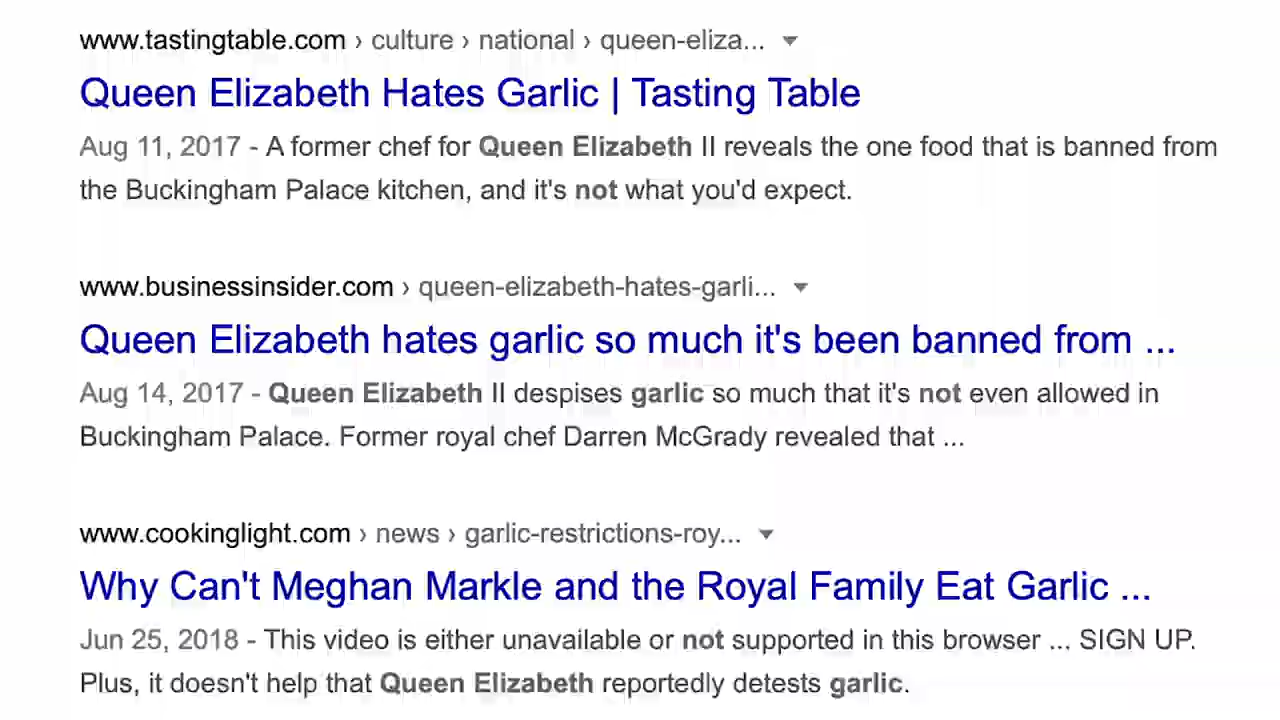 www.tastingtable.com › culture › national › queen-eliza...
Queen Elizabeth Hates Garlic | Tasting Table
Aug 11, 2017 - A former chef for Queen Elizabeth II reveals the one food that is banned from
the Buckingham Palace kitchen, and it's not what you'd expect.
www.businessinsider.com › queen-elizabeth-hates-garli...
Queen Elizabeth hates garlic so much it's been banned from ...
Aug 14, 2017 - Queen Elizabeth II despises garlic so much that it's not even allowed in
Buckingham Palace. Former royal chef Darren McGrady revealed that ...
www.cookinglight.com › news › garlic-restrictions-roy...
Why Can't Meghan Markle and the Royal Family Eat Garlic ...
Jun 25, 2018 - This video is either unavailable or not supported in this browser ... SIGN UP.
Plus, it doesn't help that Queen Elizabeth reportedly detests garlic.